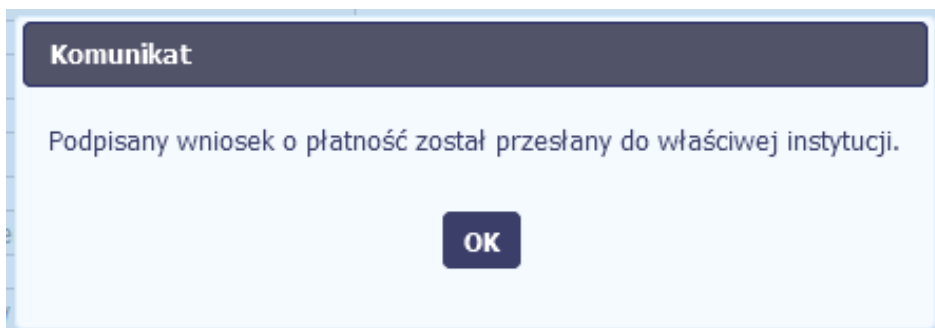 Komunikat
Podpisany wniosek o płatność został przesłany do właściwej instytucji.
OK